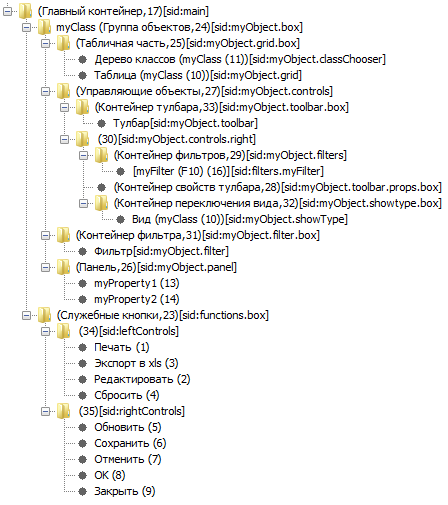 (Главный контейнер,17)[sid:main]
myClass (Группа объектов,24)[sid:myObject.box]
(Табличная часть,25)[sid:myObject.grid.box]
Дерево классов (myClass (11))[sid:myObject.classChooser]
Таблица (myClass (10))[sid:myObject.grid]
(Управляющие объекты,27)[sid:myObject.controls]
(Контейнер тулбара,33)[sid:myObject.toolbar.box]
Тулбар[sid:myObject.toolbar]
(30)[sid:myObject.controls.right]
(Контейнер фильтров,29)[sid:myObject.filters]
[myFilter (F10) (16)][sid:filters.myFilter]
(Контейнер свойств тулбара,28)[sid:myObject.toolbar.props.box]
(Контейнер переключения вида,32)[sid:myObject.showtype.box]
Вид (myClass (10))[sid:myObject.showType]
(Контейнер фильтра,31)[sid:myObject.filter.box]
Фильтр[sid:myObject.filter]
(Панель,26)[sid:myObject.panel]
myProperty1 (13)
myProperty2 (14)
(Служебные кнопки,23)[sid:functions.box]
(34)[sid:leftControls]
Печать (1)
Экспорт в xls (3)
Редактировать (2)
Сбросить (4)
(35)[sid:rightControls]
Обновить (5)
Сохранить (6)
Отменить (7)
OK (8)
Закрыть (9)